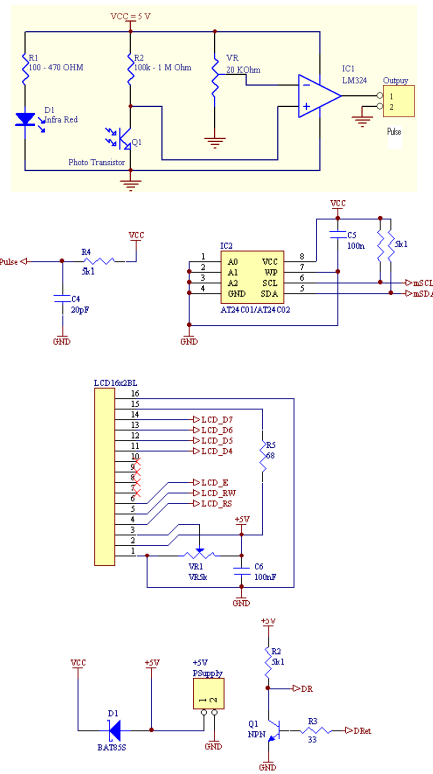 VCC = 5 V
R1
100 - 470 OHM
R2
100k - 1 M Ohm
VR
20 KOhm
IC1
LM324
Outpuy
1
2
Pulse
D1
Infra Red
Q1
Photo Transistor
VCC
R4
5k1
Pulse
C4
20pF
GND
VCC
IC2
C5
100n
5k1
1 A0 VCC 8
2 A1 WP 7
3 A2 SCL 6
4 GND SDA 5
AT24C01/AT24C02
mSCL
mSDA
GND
LCD16x2BL
16
15
14 LCD_D7
13 LCD_D6
12 LCD_D5
11 LCD_D4
10
9
8
7
6 LCD_E
5 LCD_RW
4 LCD_RS
3
2
1
R5
68
+5V
VR1
VR5k
C6
100nF
GND
VCC
+5V
+5V
PSupply
1 2
D1
BAT85S
GND
+5V
R2
5k1
DR
Q1
NPN
R3
33
DRet
GND